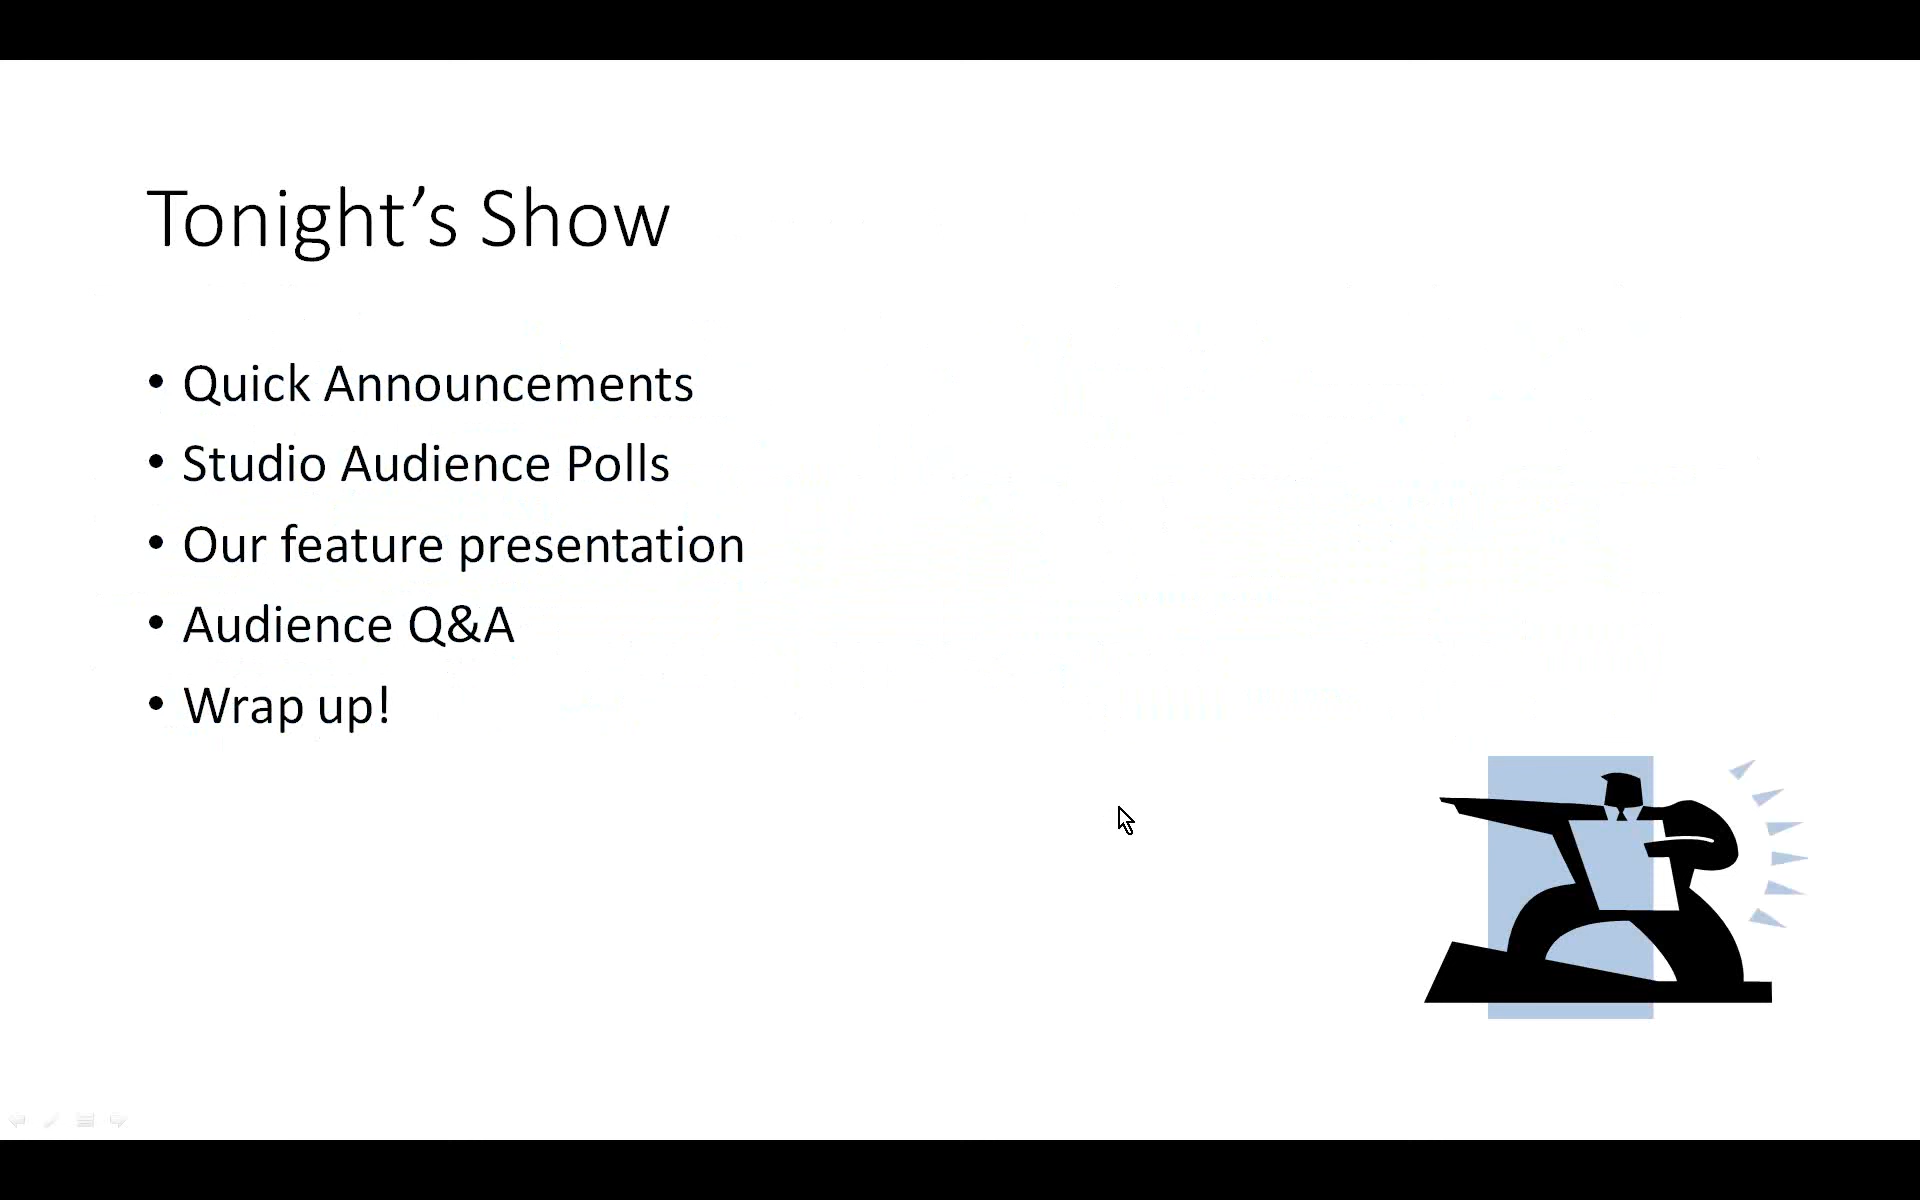 Tonight’s Show
• Quick Announcements
• Studio Audience Polls
• Our feature presentation
• Audience Q&A
• Wrap up!